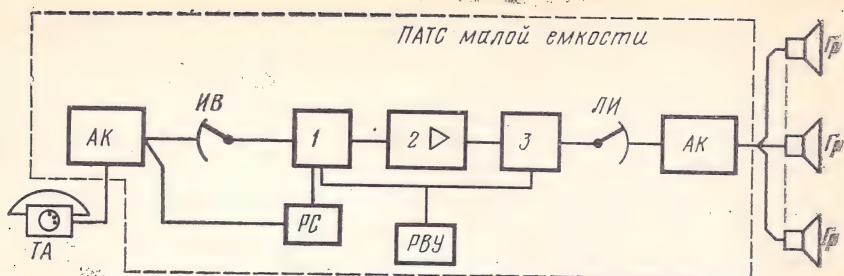 ПАТС малой емкости
Гр
ИВ
ЛИ
АК
1
2
3
АК
Гр
РС
РВУ
ТА
Гр